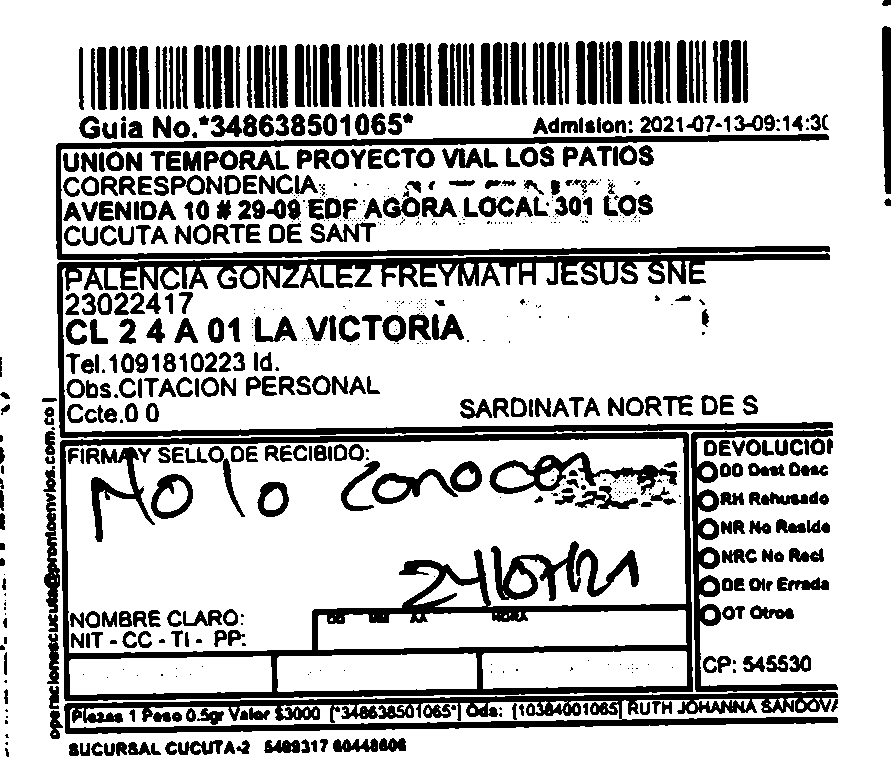 Guia No.*348638501065*
Admision: 2021-07-13-09:14:30
UNION TEMPORAL PROYECTO VIAL LOS PATIOS
CORRESPONDENCIA
AVENIDA 10 # 29-09 EDF AGORA LOCAL 301 LOS
CUCUTA NORTE DE SANT
PALENCIA GONZALEZ FREYMATH JESUS SNE
23022417
CL 2 4 A 01 LA VICTORIA
Tel.1091810223 Id.
Obs.CITACION PERSONAL
Ccte.0 0
SARDINATA NORTE DE S
operacionescucuta@prontoenvios.com.co
FIRMA Y SELLO DE RECIBIDO:
No lo conocen
24/07/21
NOMBRE CLARO:
NIT - CC - TI - PP:
DD MM AA HORA
DEVOLUCION
DD Dest Desc
RH Rehusado
NR No Reside
NRC No Recl
DE Dir Errada
OT Otros
CP: 545530
Piezas 1 Peso 0.5gr Valor $3000 [*348638501065*] Ods: [10384001065] RUTH JOHANNA SANDOVA
SUCURSAL CUCUTA-2 5489317 60448606